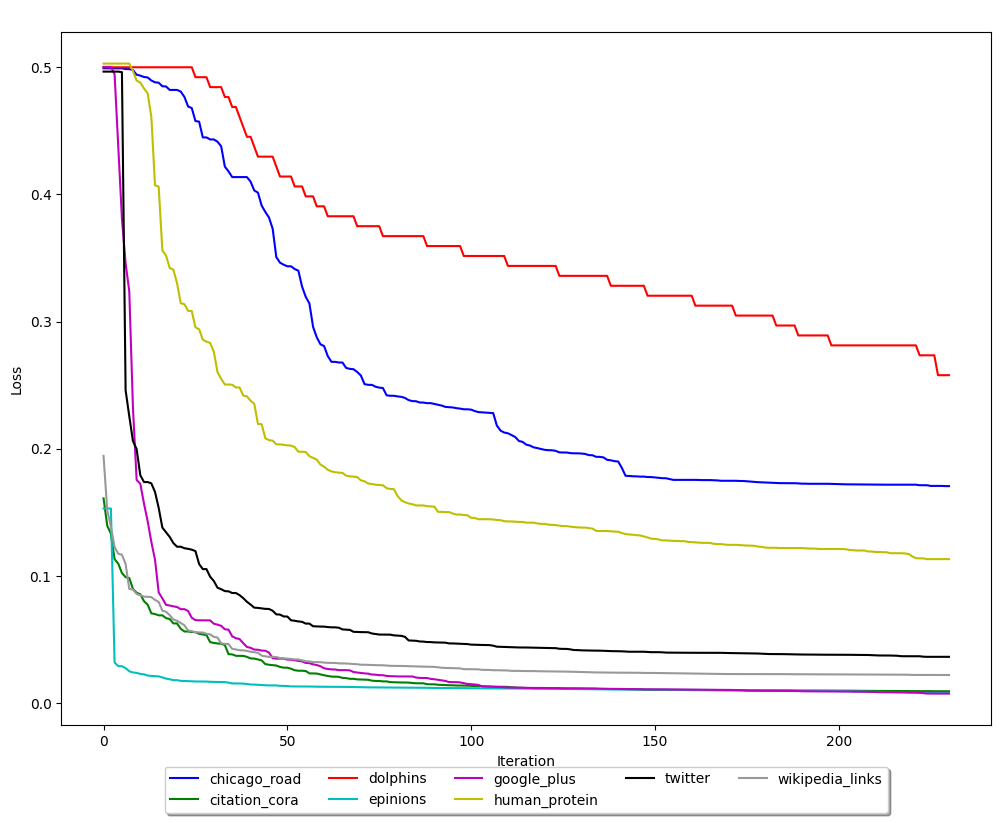 0.5
0.4
0.3
0.2
0.1
0.0
Loss
0 50 100 150 200
Iteration
chicago_road dolphins google_plus twitter wikipedia_links
citation_cora epinions human_protein